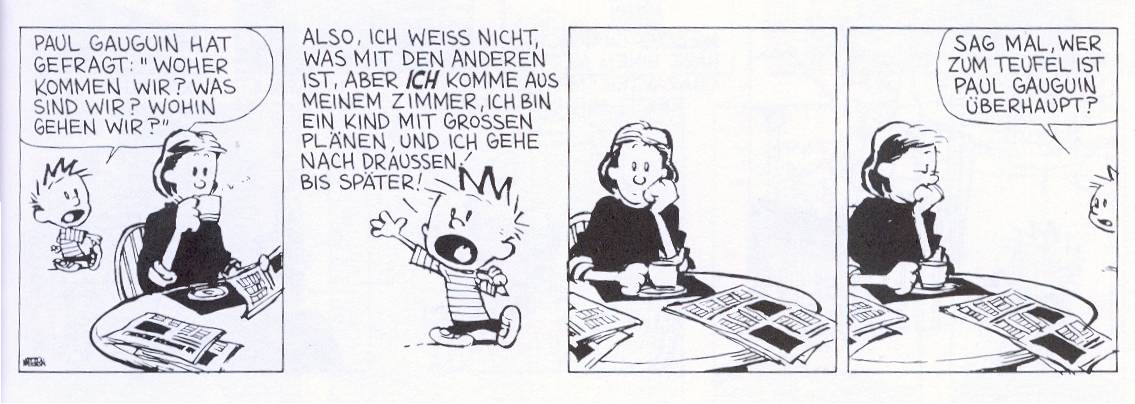 PAUL GAUGUIN HAT
GEFRAGT: "WOHER
KOMMEN WIR? WAS
SIND WIR? WOHIN
GEHEN WIR?"
ALSO, ICH WEISS NICHT,
WAS MIT DEN ANDEREN
IST, ABER ICH KOMME AUS
MEINEM ZIMMER, ICH BIN
EIN KIND MIT GROSSEN
PLÄNEN, UND ICH GEHE
NACH DRAUSSEN!
BIS SPÄTER!
SAG MAL, WER
ZUM TEUFEL IST
PAUL GAUGUIN
ÜBERHAUPT?